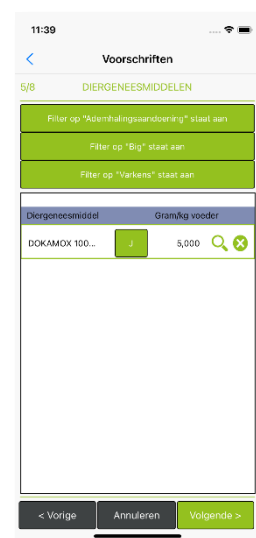 11:39
Voorschriften
5/8 DIERGENEESMIDDELEN
Filter op "Ademhalingsaandoening" staat aan
Filter op "Big" staat aan
Filter op "Varkens" staat aan
Diergeneesmiddel Gram/kg voeder
DOKAMOX 100... J 5,000
< Vorige Annuleren Volgende >